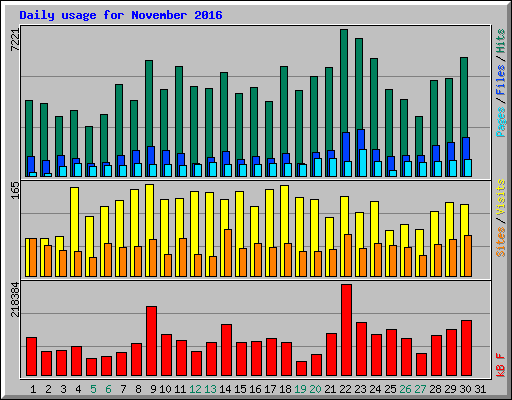 Daily usage for November 2016
7221
Pages / Files / Hits
165
Sites / Visits
218384
kB F
1 2 3 4 5 6 7 8 9 10 11 12 13 14 15 16 17 18 19 20 21 22 23 24 25 26 27 28 29 30 31